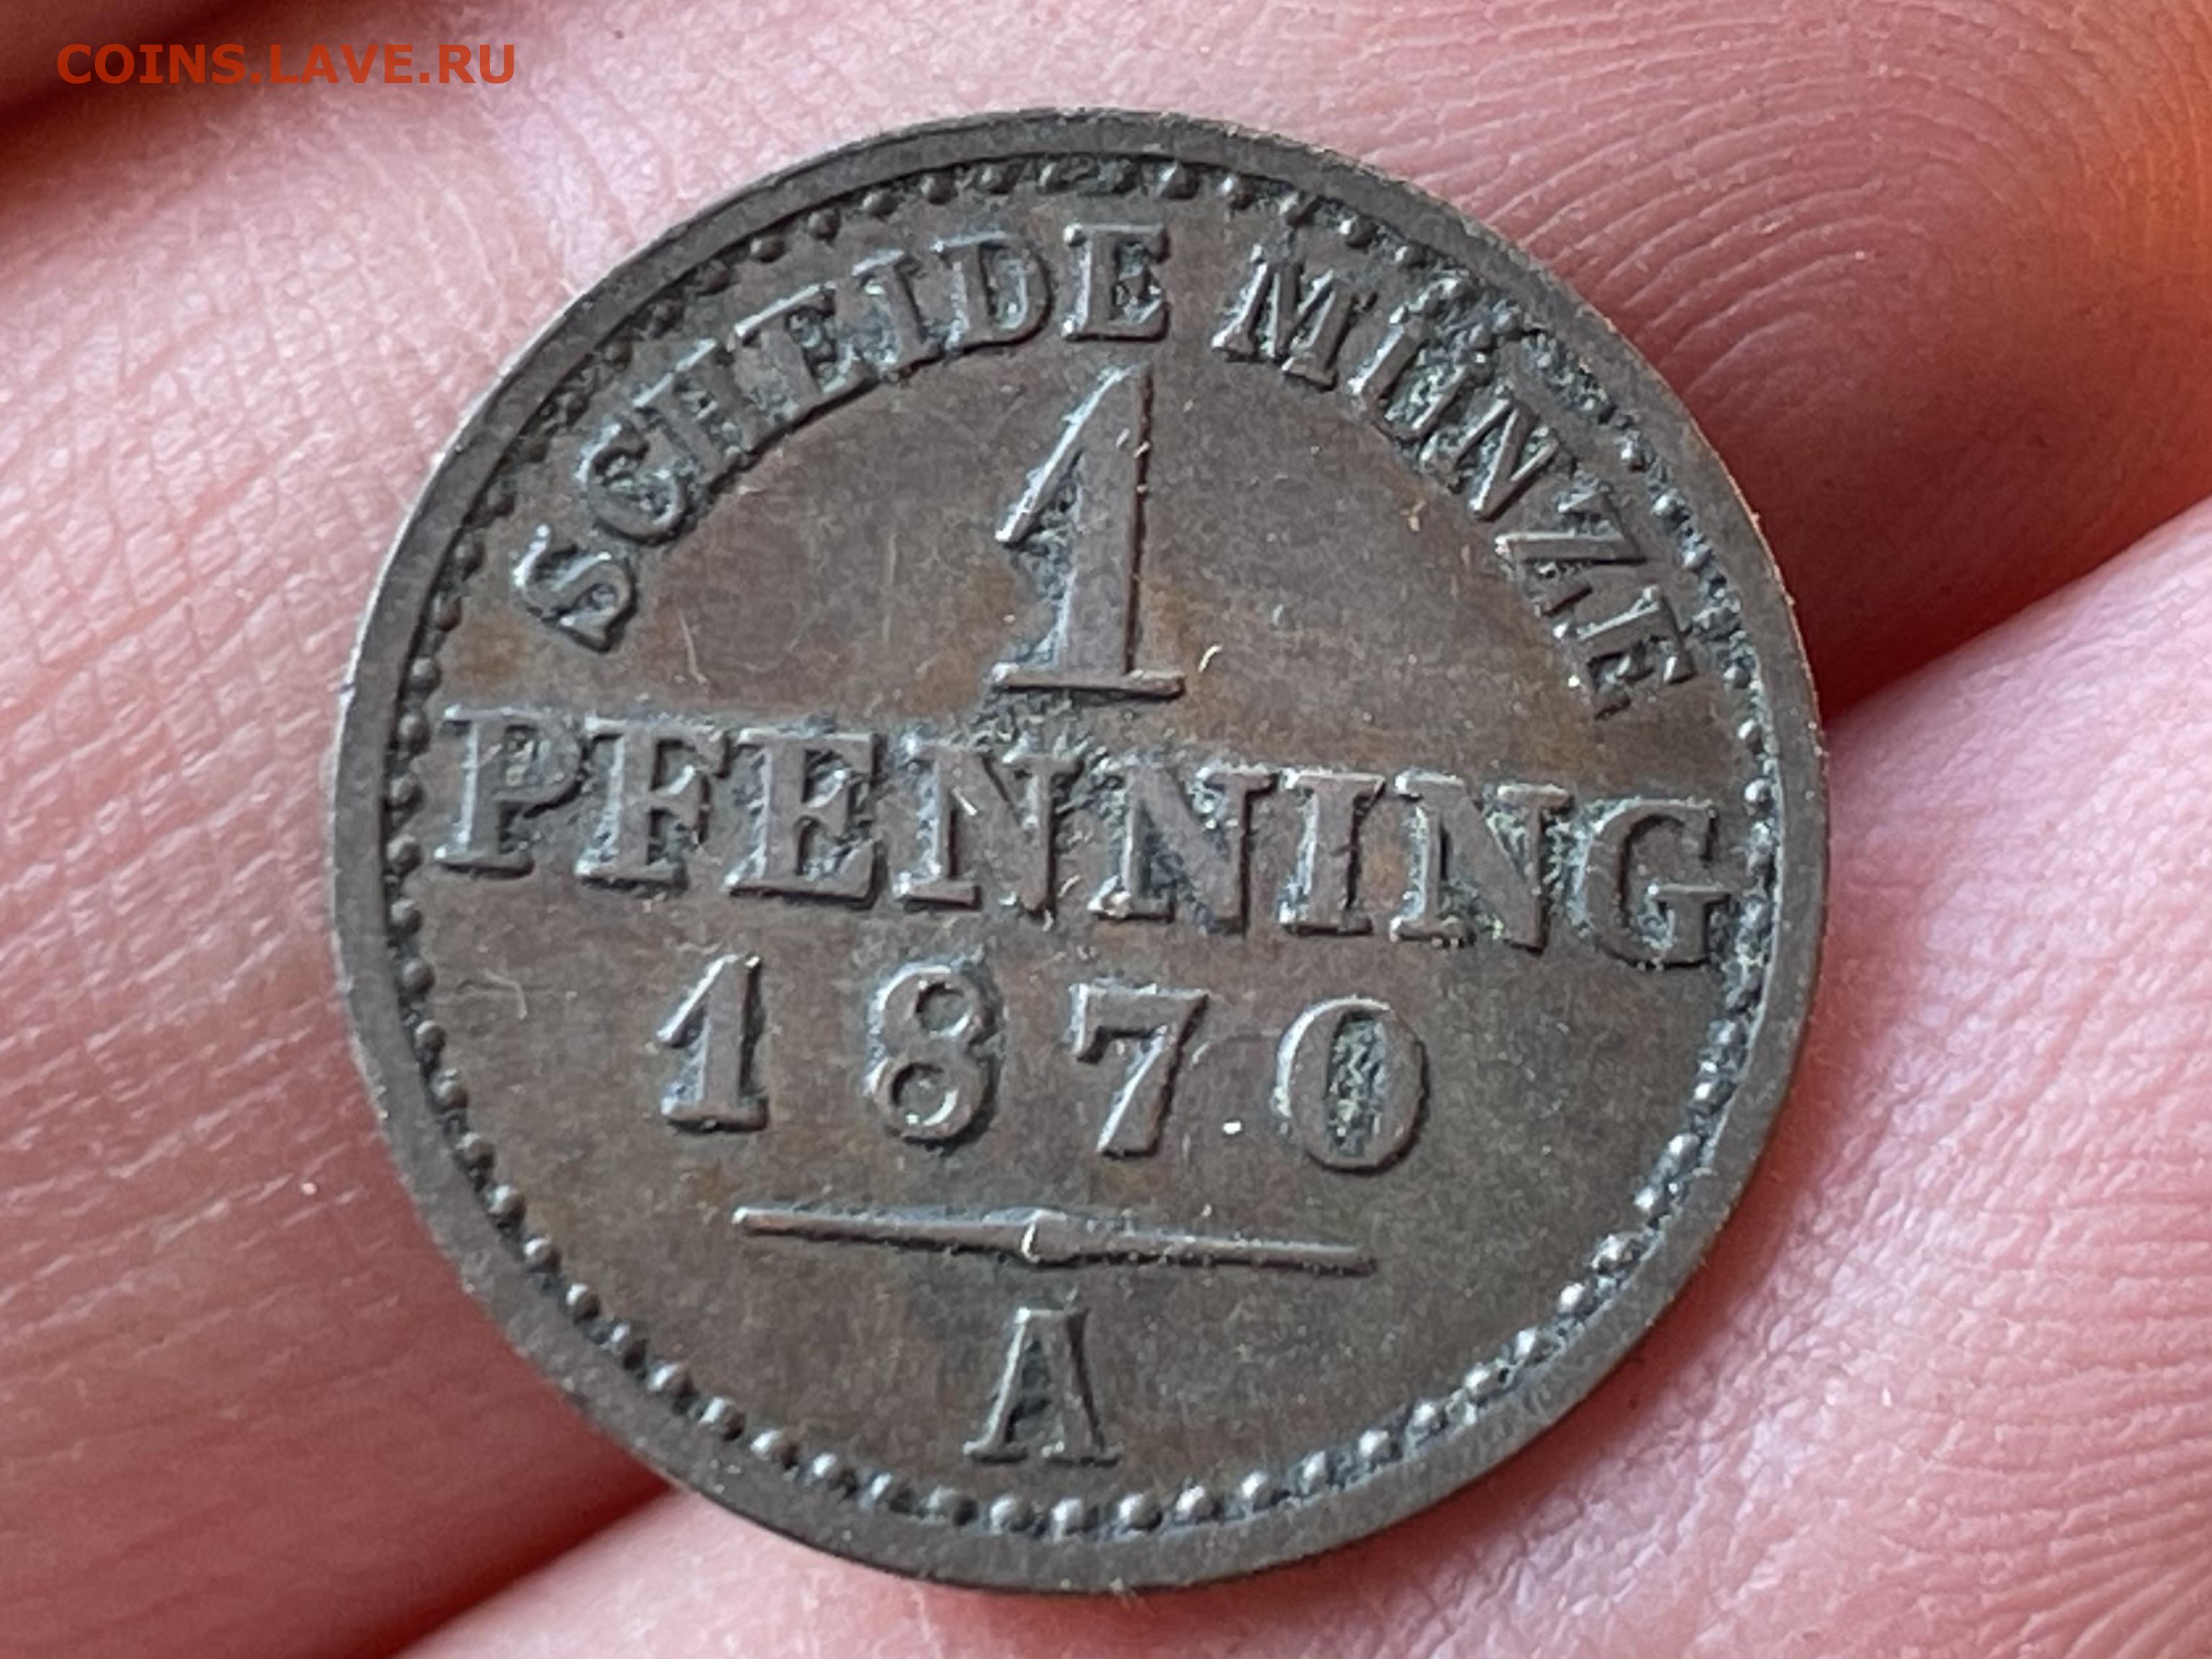 COINS.LAVE.RU
SCHEIDE MÜNZE
1
PFENNING
1870
A